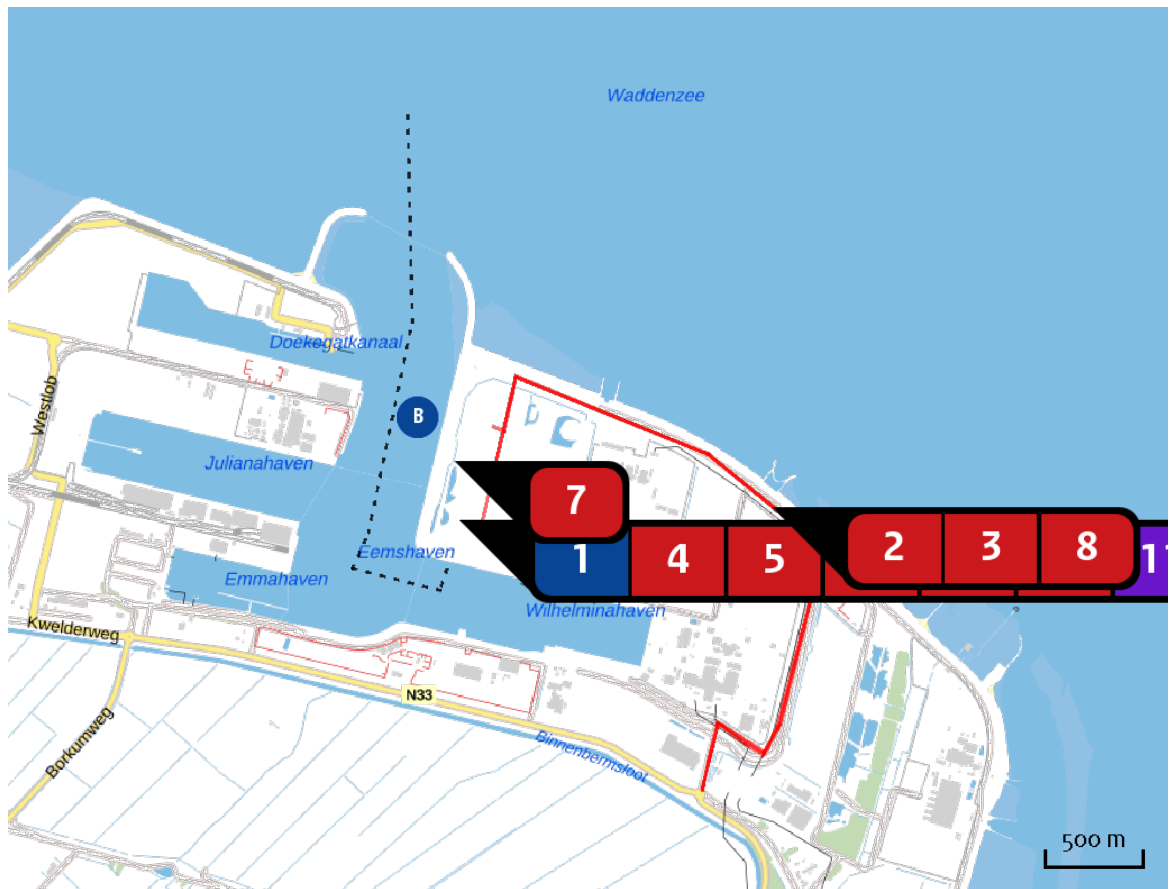 Waddenzee
Doekegatkanaal
Westlob
B
Julianahaven
7
Eemshaven
1
4
5
2
3
8
Emmahaven
Wilhelminahaven
Kwelderweg
N33
Borkumweg
Binnenbermsloot
500 m